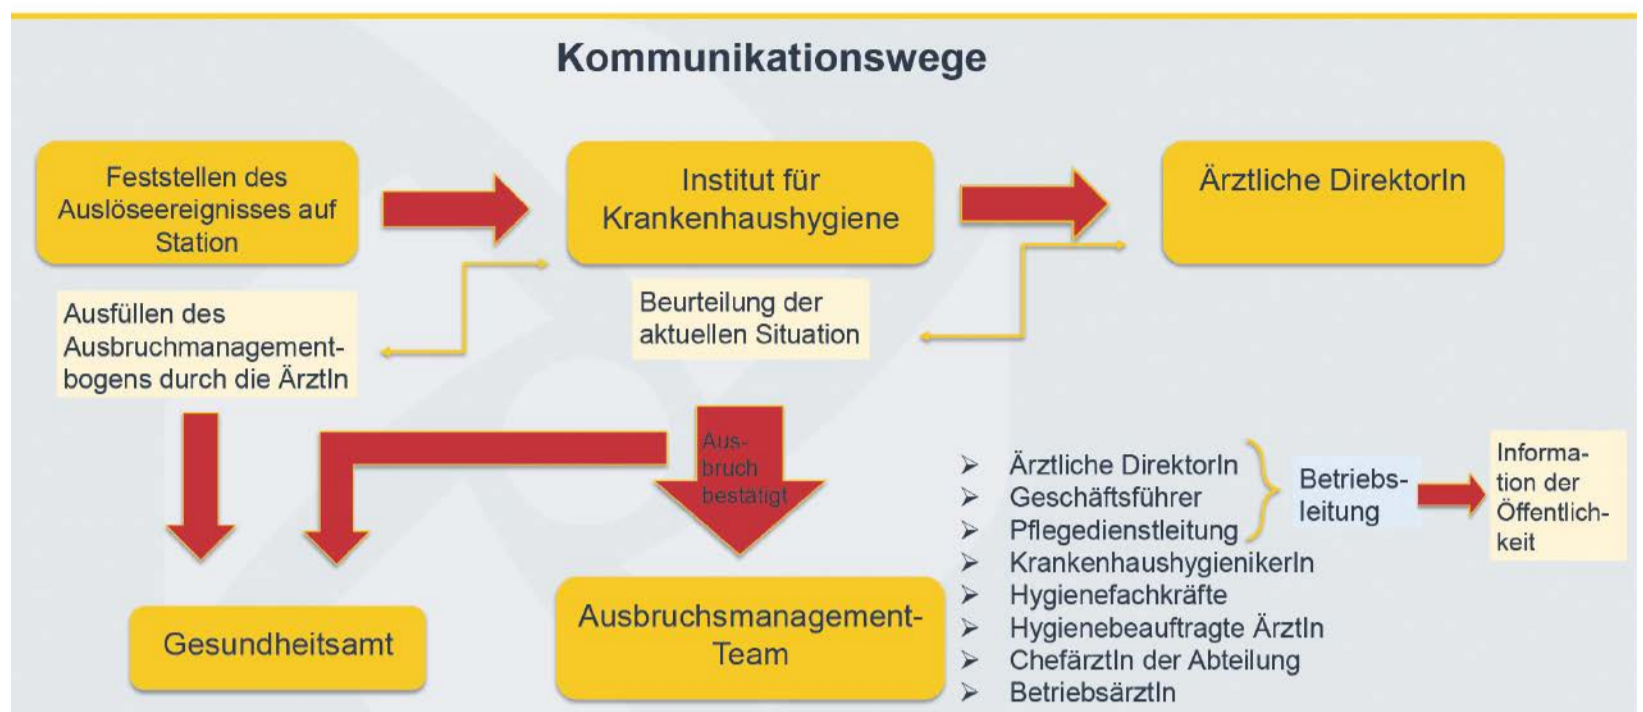 Kommunikationswege
Feststellen des
Auslöseereignisses auf
Station
Institut für
Krankenhaushygiene
Ärztliche DirektorIn
Ausfüllen des
Ausbruchmanagement-
bogens durch die ÄrztIn
Beurteilung der
aktuellen Situation
Aus-
bruch
bestätigt
Gesundheitsamt
Ausbruchsmanagement-
Team
➢ Ärztliche DirektorIn
➢ Geschäftsführer
➢ Pflegedienstleitung
➢ KrankenhaushygienikerIn
➢ Hygienefachkräfte
➢ Hygienebeauftragte ÄrztIn
➢ ChefärztIn der Abteilung
➢ BetriebsärztIn
Betriebs-
leitung
Informa-
tion der
Öffentlich-
keit